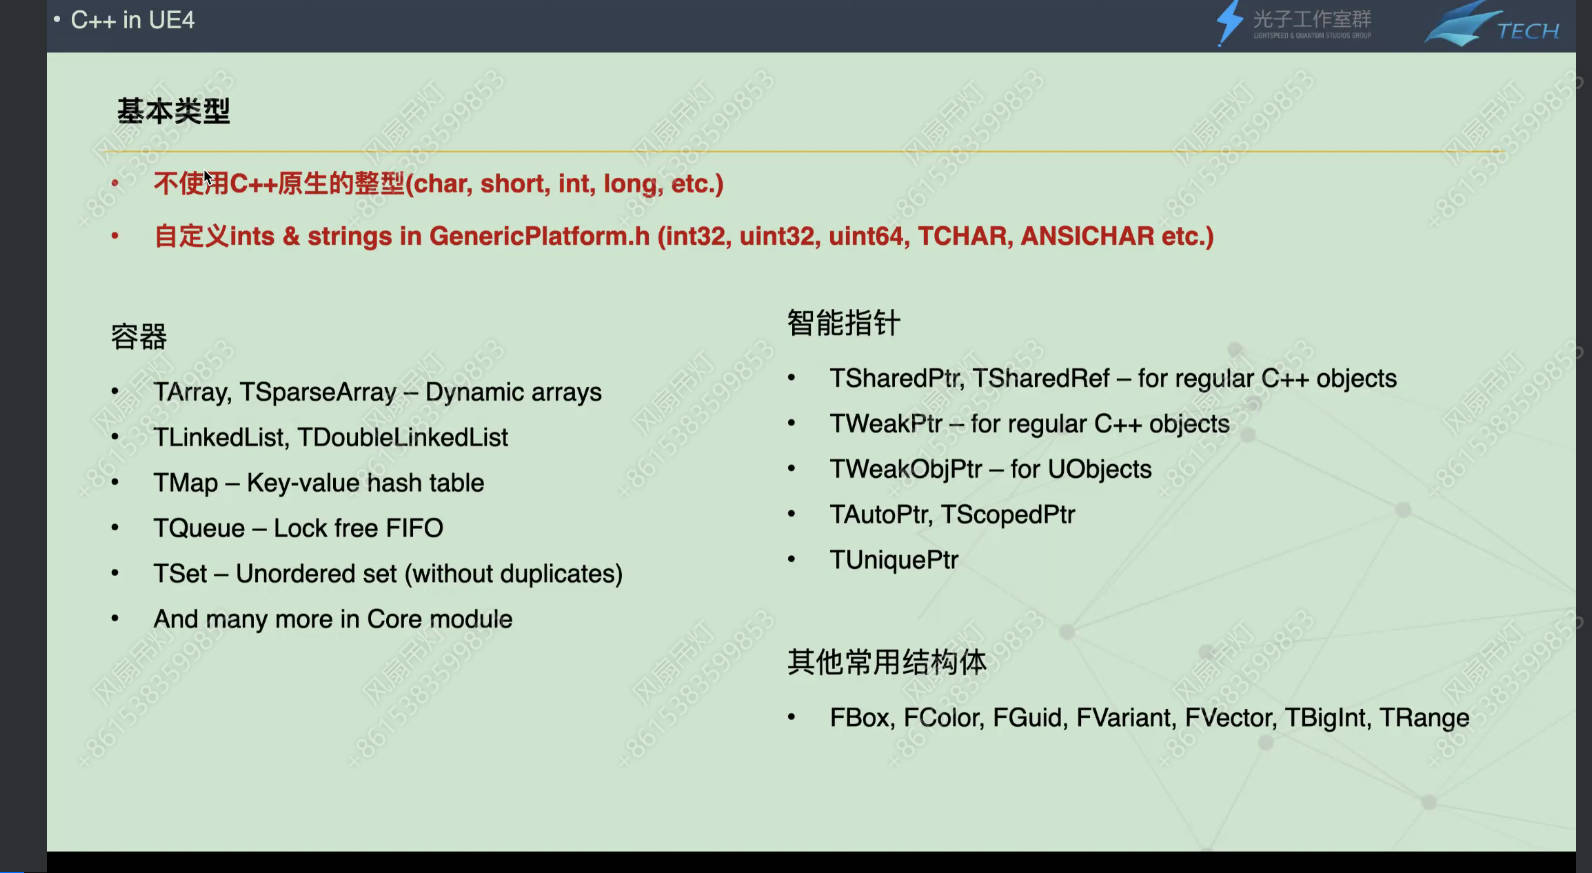 • C++ in UE4
光子工作室群
LIGHTSPEED & QUANTUM STUDIOS GROUP
TECH
基本类型
• 不使用C++原生的整型(char, short, int, long, etc.)
• 自定义ints & strings in GenericPlatform.h (int32, uint32, uint64, TCHAR, ANSICHAR etc.)
容器
• TArray, TSparseArray – Dynamic arrays
• TLinkedList, TDoubleLinkedList
• TMap – Key-value hash table
• TQueue – Lock free FIFO
• TSet – Unordered set (without duplicates)
• And many more in Core module
智能指针
• TSharedPtr, TSharedRef – for regular C++ objects
• TWeakPtr – for regular C++ objects
• TWeakObjPtr – for UObjects
• TAutoPtr, TScopedPtr
• TUniquePtr
其他常用结构体
• FBox, FColor, FGuid, FVariant, FVector, TBigInt, TRange
风扇吊灯
+8615383599853